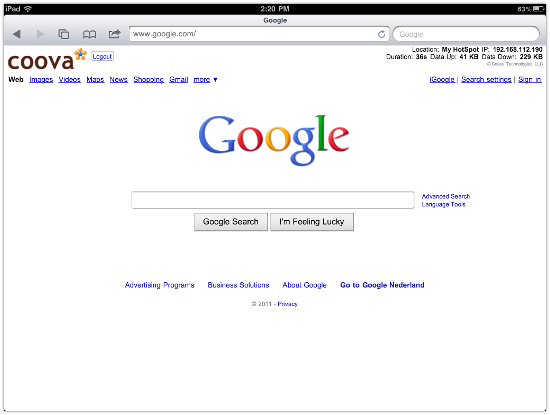 iPad 2:20 PM 63%
Google
www.google.com/ Google
coova Logout Location: My HotSpot IP: 192.168.112.190
Duration: 36s Data Up: 41 KB Data Down: 229 KB
© Coova Technologies, LLC
Web Images Videos Maps News Shopping Gmail more ▼ iGoogle | Search settings | Sign in
Google
Advanced Search
Language Tools
Google Search I'm Feeling Lucky
Advertising Programs Business Solutions About Google Go to Google Nederland
© 2011 - Privacy